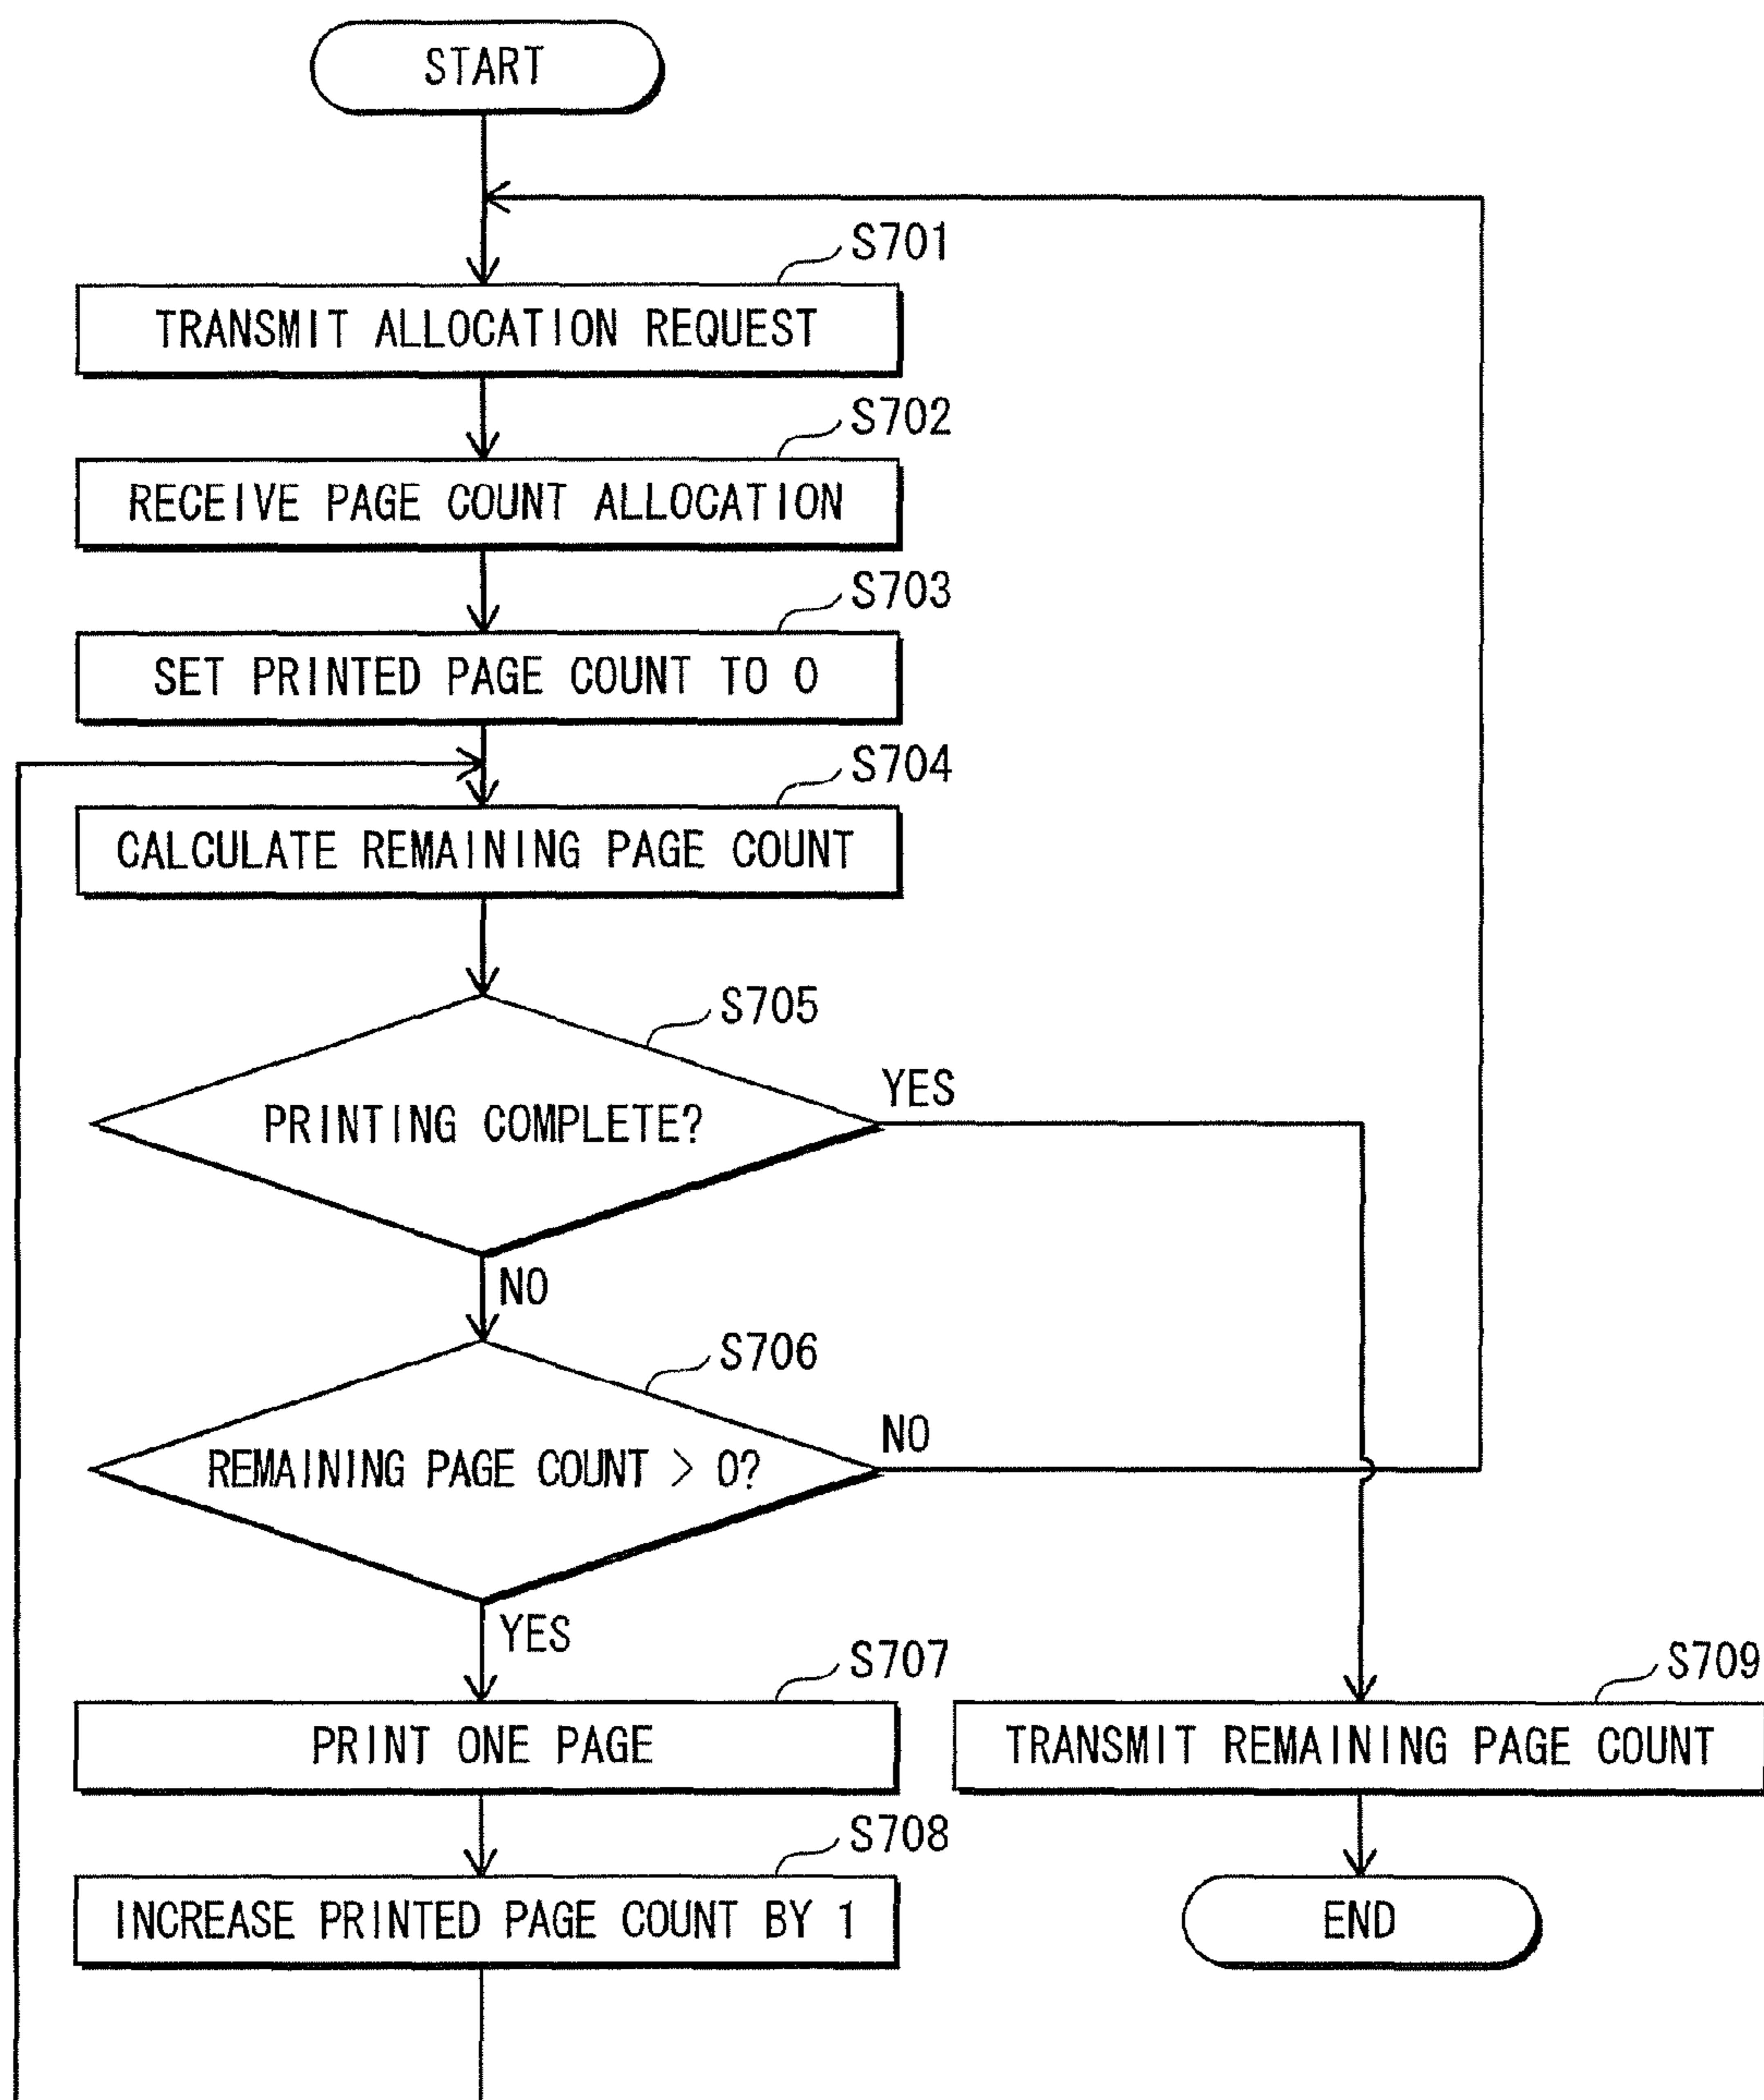 START
S701
TRANSMIT ALLOCATION REQUEST
S702
RECEIVE PAGE COUNT ALLOCATION
S703
SET PRINTED PAGE COUNT TO 0
S704
CALCULATE REMAINING PAGE COUNT
S705
PRINTING COMPLETE?
YES
NO
S706
REMAINING PAGE COUNT > 0?
NO
YES
S707
PRINT ONE PAGE
S709
TRANSMIT REMAINING PAGE COUNT
S708
INCREASE PRINTED PAGE COUNT BY 1
END